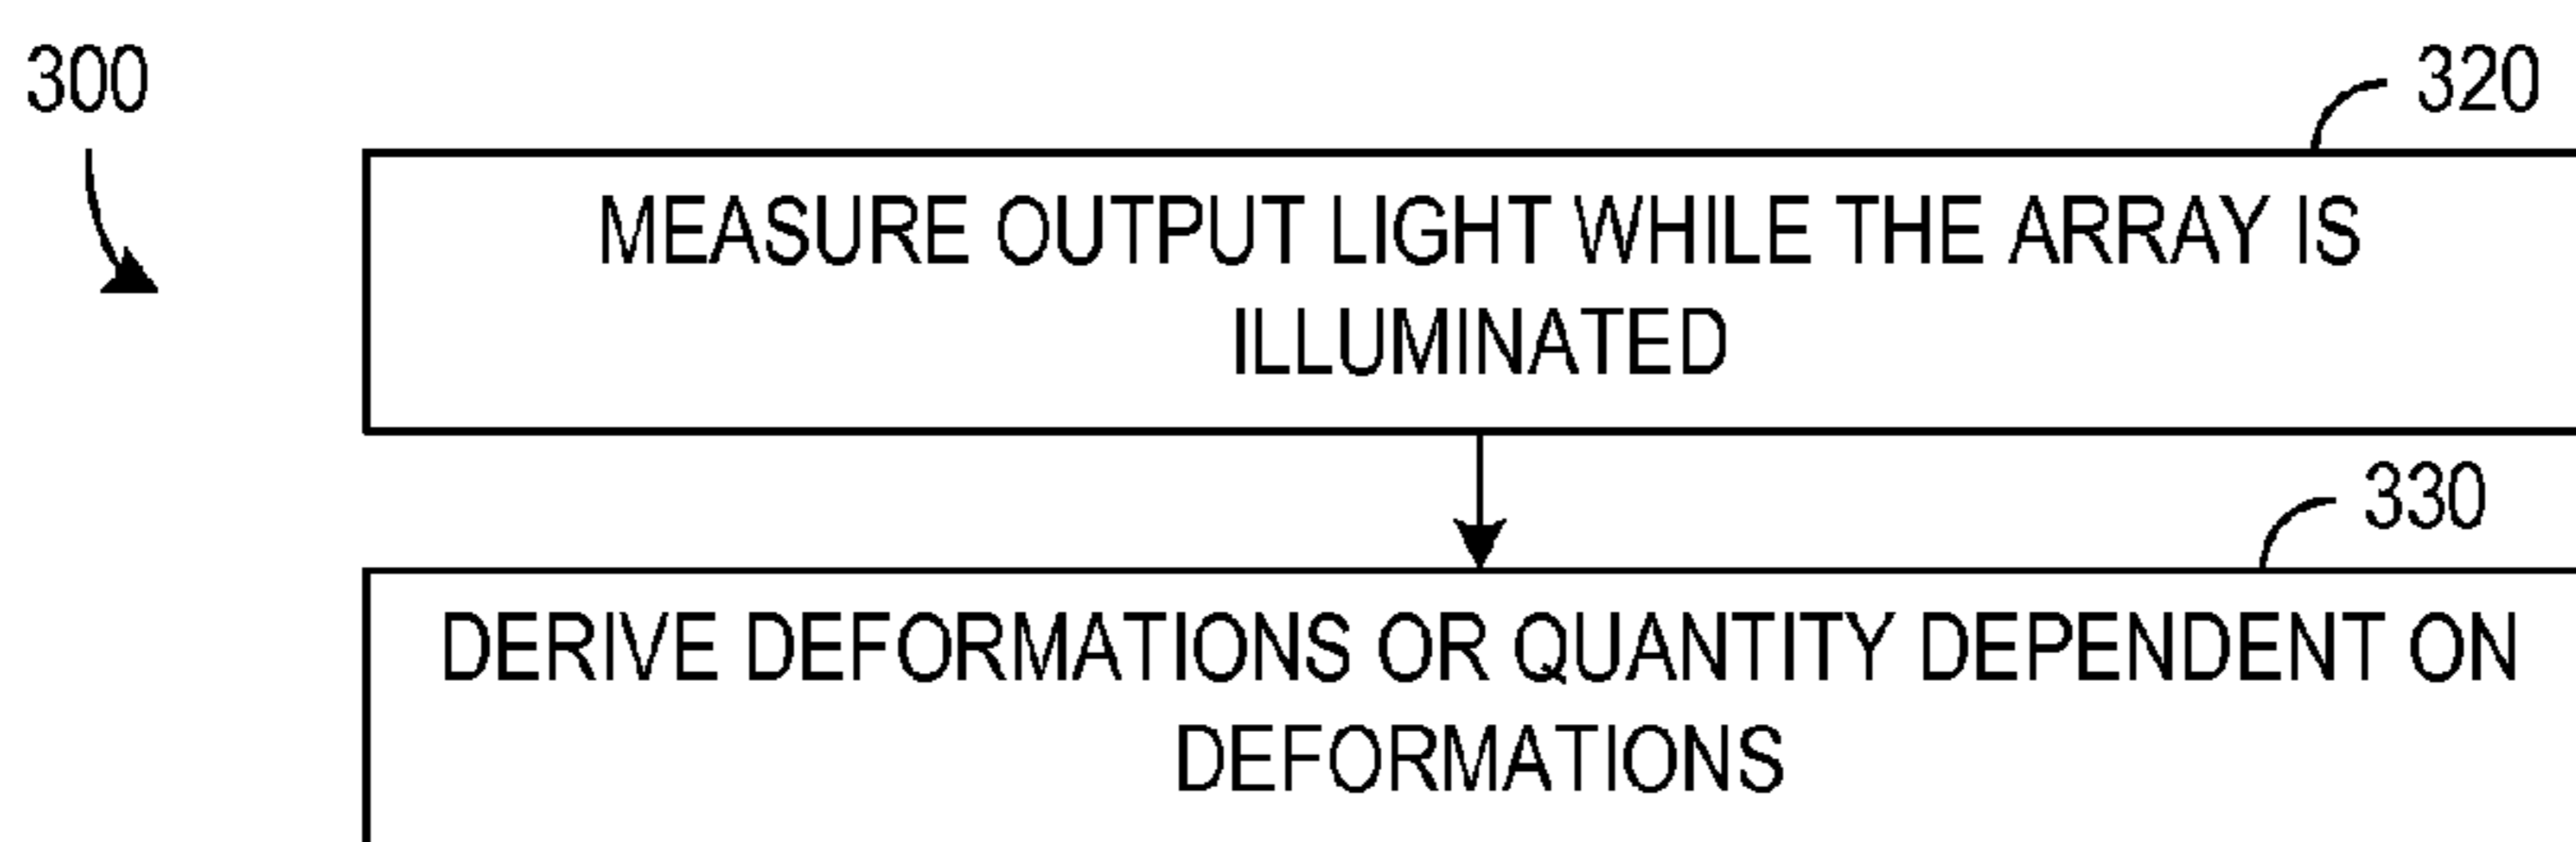 300
320
MEASURE OUTPUT LIGHT WHILE THE ARRAY IS
ILLUMINATED
330
DERIVE DEFORMATIONS OR QUANTITY DEPENDENT ON
DEFORMATIONS